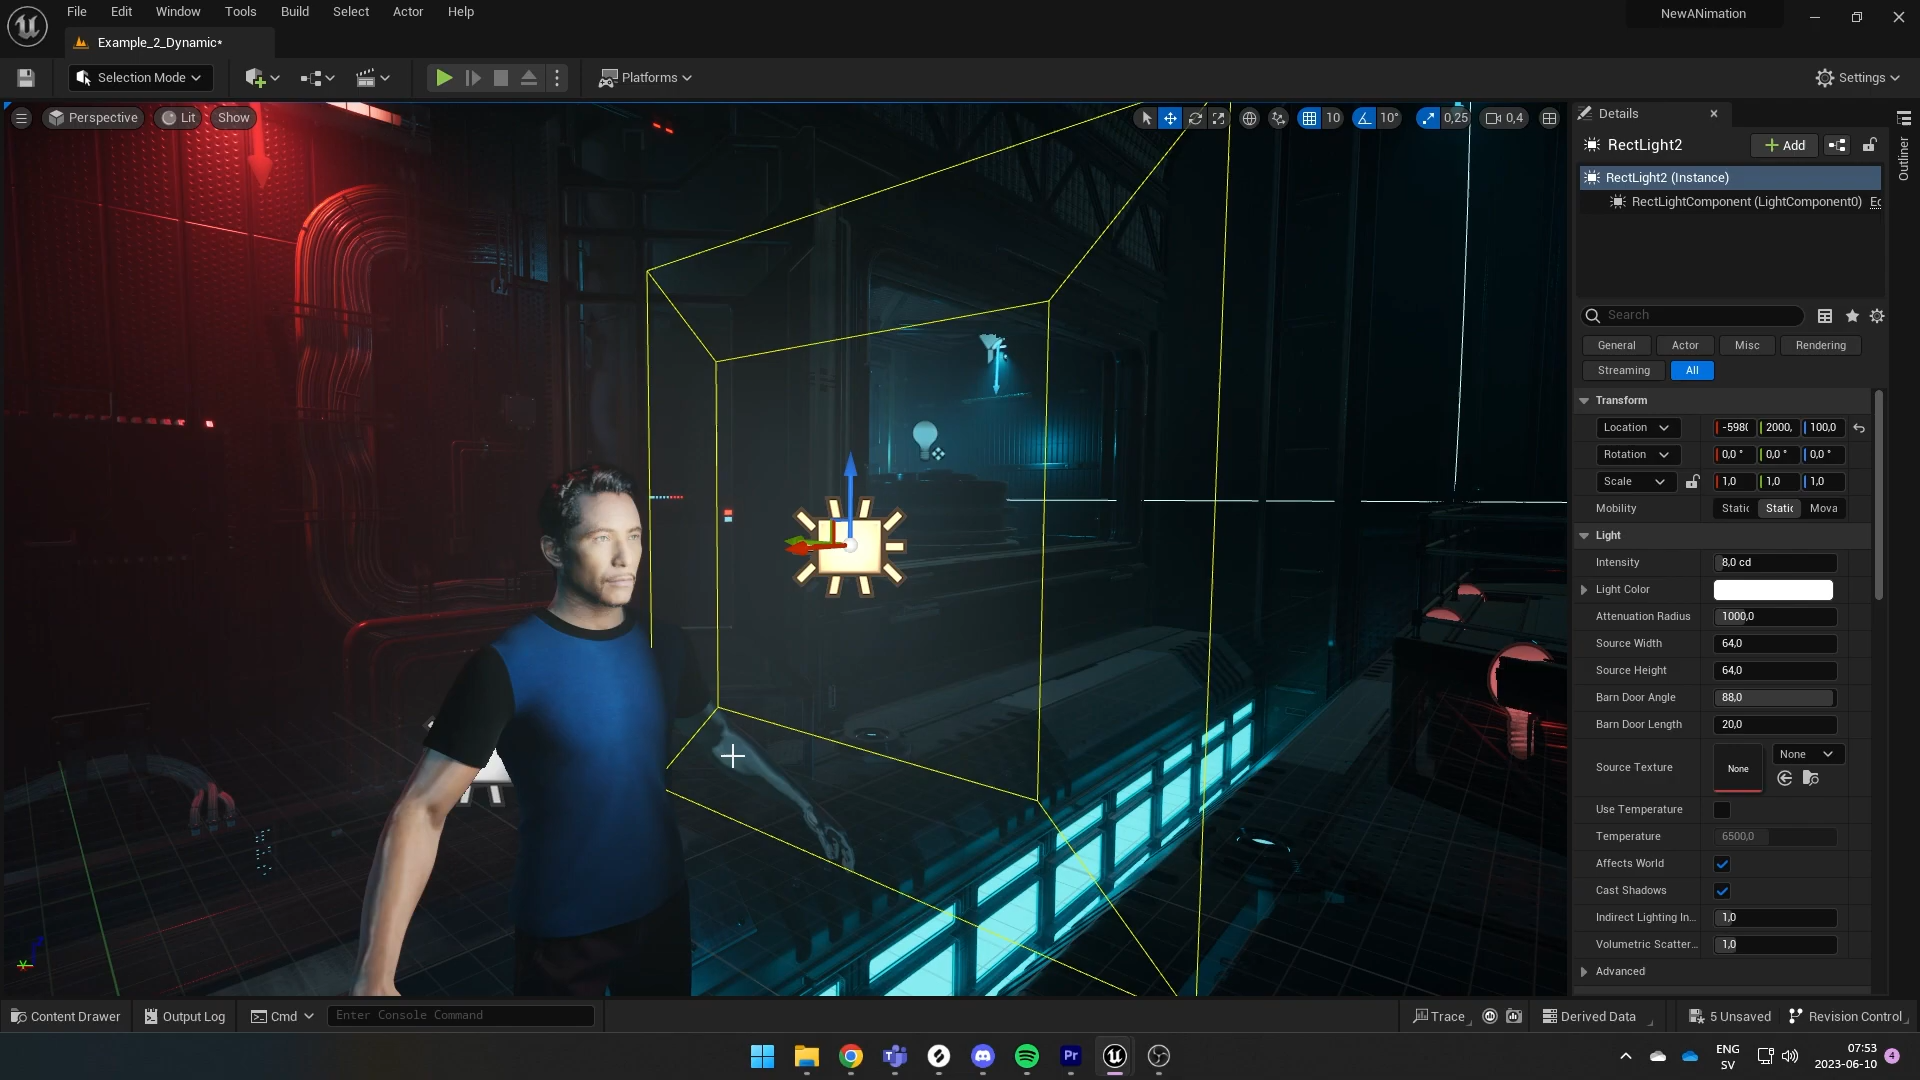 File Edit Window Tools Build Select Actor Help
NewANimation
Example_2_Dynamic*
Selection Mode
Platforms
Settings
Perspective Lit Show
10 10° 0,25 0,4
Details
Outliner
RectLight2
Add
RectLight2 (Instance)
RectLightComponent (LightComponent0)
Search
General Actor Misc Rendering
Streaming All
Transform
Location -598( 2000, 100,0
Rotation 0,0 ° 0,0 ° 0,0 °
Scale 1,0 1,0 1,0
Mobility Static Static Mova
Light
Intensity 8,0 cd
Light Color
Attenuation Radius 1000,0
Source Width 64,0
Source Height 64,0
Barn Door Angle 88,0
Barn Door Length 20,0
Source Texture None None
Use Temperature
Temperature 6500,0
Affects World
Cast Shadows
Indirect Lighting In...
1,0
Volumetric Scatter...
1,0
Advanced
Content Drawer Output Log Cmd Enter Console Command
Trace Derived Data 5 Unsaved Revision Control
Pr
ENG
SV
07:53
2023-06-10
4